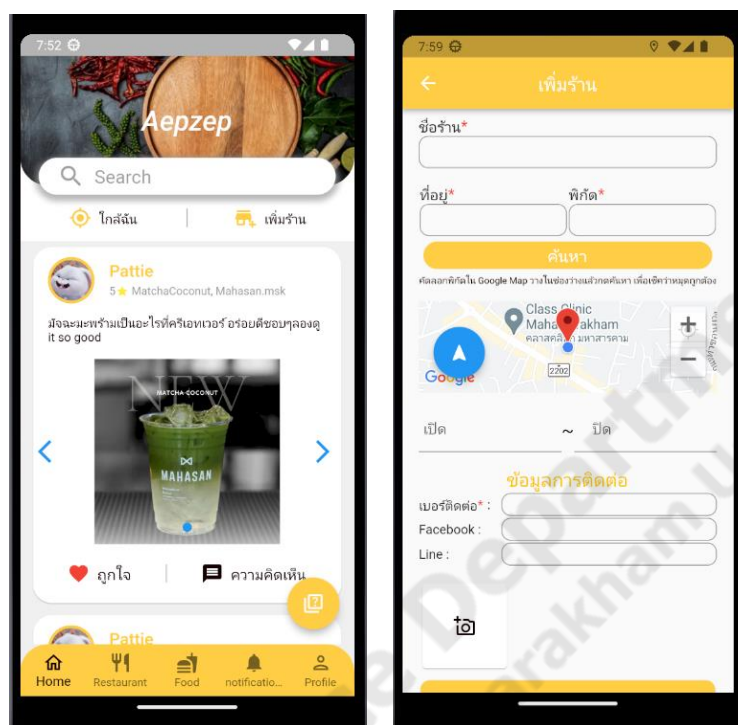 7:52
Aepzep
Search
ใกล้ฉัน
เพิ่มร้าน
Pattie
5 MatchaCoconut, Mahasan.msk
มัจฉะมะพร้ามเป็นอะไรที่ครีเอทเวอร์ อร่อยดีชอบๆลองดู
it so good
NEW
MATCHA COCONUT
MAHASAN
ถูกใจ
ความคิดเห็น
Pattie
Home Restaurant Food notificatio... Profile
7:59
เพิ่มร้าน
ชื่อร้าน*
ที่อยู่* พิกัด*
ค้นหา
คัดลอกพิกัดใน Google Map วางในช่องว่างแล้วกดค้นหา เพื่อเช็คว่าหมุดถูกต้อง
Class Clinic
Maha akham
คลาสคลินิก มหาสารคาม
Google
2202
เปิด ~ ปิด
ข้อมูลการติดต่อ
เบอร์ติดต่อ* :
Facebook :
Line :